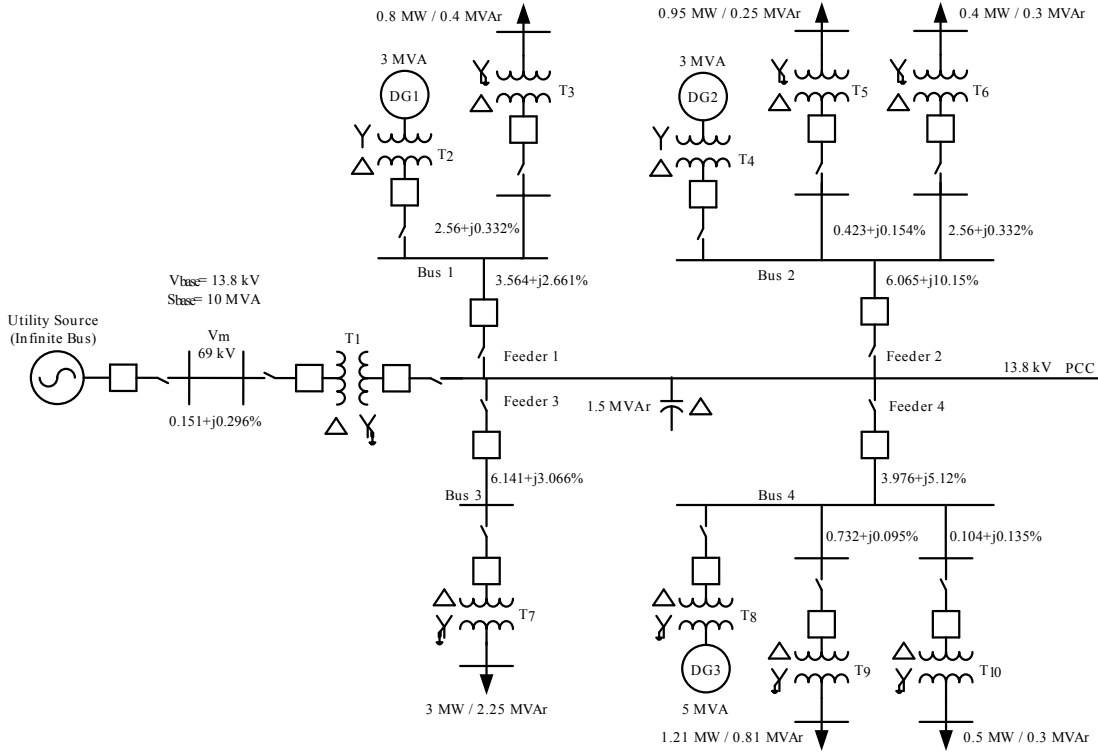 0.8 MW / 0.4 MVAr
0.95 MW / 0.25 MVAr
0.4 MW / 0.3 MVAr
3 MVA
DG1
T2
T3
3 MVA
DG2
T4
T5
T6
2.56+j0.332%
0.423+j0.154%
2.56+j0.332%
Bus 1
3.564+j2.661%
Bus 2
6.065+j10.15%
Vbase= 13.8 kV
Sbase= 10 MVA
Utility Source
(Infinite Bus)
Vm
69 kV
T1
Feeder 1
Feeder 2
13.8 kV PCC
0.151+j0.296%
Feeder 3
1.5 MVAr
Feeder 4
6.141+j3.066%
3.976+j5.12%
Bus 3
Bus 4
0.732+j0.095%
0.104+j0.135%
T7
T8
DG3
T9
T10
3 MW / 2.25 MVAr
5 MVA
1.21 MW / 0.81 MVAr
0.5 MW / 0.3 MVAr